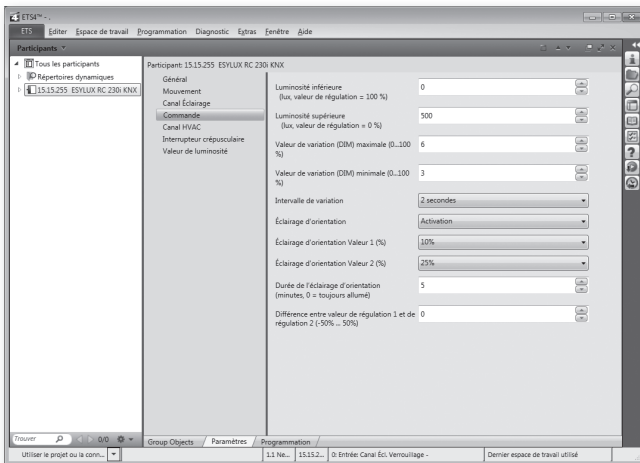 ETS4™ - .
ETS Editer Espace de travail Programmation Diagnostic Extras Fenêtre Aide
Participants
Tous les participants
Répertoires dynamiques
15.15.255 ESYLUX RC 230i KNX
Participant: 15.15.255 ESYLUX RC 230i KNX
Général
Mouvement
Canal Éclairage
Commande
Canal HVAC
Interrupteur crépusculaire
Valeur de luminosité
Luminosité inférieure
(lux, valeur de régulation = 100 %)
0
Luminosité supérieure
(lux, valeur de régulation = 0 %)
500
Valeur de variation (DIM) maximale (0...100
%)
6
Valeur de variation (DIM) minimale (0...100
%)
3
Intervalle de variation
2 secondes
Éclairage d'orientation
Activation
Éclairage d'orientation Valeur 1 (%)
10%
Éclairage d'orientation Valeur 2 (%)
25%
Durée de l'éclairage d'orientation
(minutes, 0 = toujours allumé)
5
Différence entre valeur de régulation 1 et de
régulation 2 (-50% ... 50%)
0
Trouver 0/0
Group Objects Paramètres Programmation
Utiliser le projet ou la conn... 1.1 Ne... 15.15.2... 0: Entrée: Canal Écl. Verrouillage - Dernier espace de travail utilisé